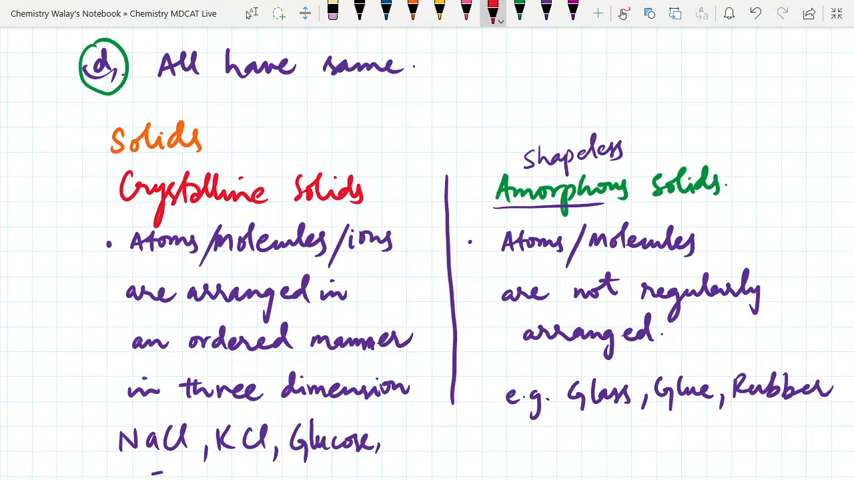 Chemistry Walay's Notebook » Chemistry MDCAT Live
d, All have same.
Solids
Crystalline Solids
• Atoms/Molecules/ions
are arranged in
an ordered manner
in three dimension
NaCl, KCl, Glucose,
Shapeless
Amorphous Solids.
• Atoms/Molecules
are not regularly
arranged.
e.g. Glass, Glue, Rubber